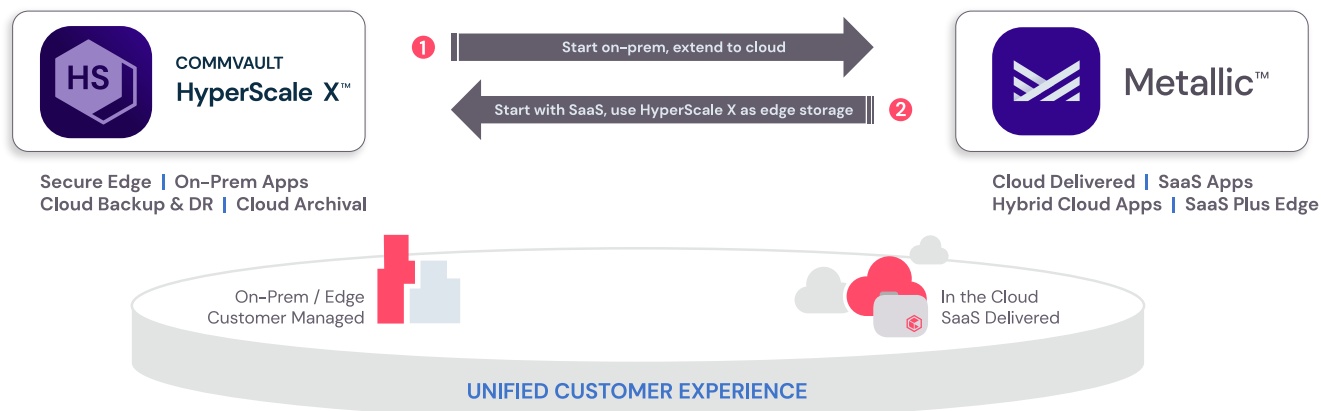 HS
COMMVAULT
HyperScale X™
1
Start on-prem, extend to cloud
Start with SaaS, use HyperScale X as edge storage
2
Metallic™
Secure Edge | On-Prem Apps
Cloud Backup & DR | Cloud Archival
Cloud Delivered | SaaS Apps
Hybrid Cloud Apps | SaaS Plus Edge
On-Prem / Edge
Customer Managed
In the Cloud
SaaS Delivered
UNIFIED CUSTOMER EXPERIENCE